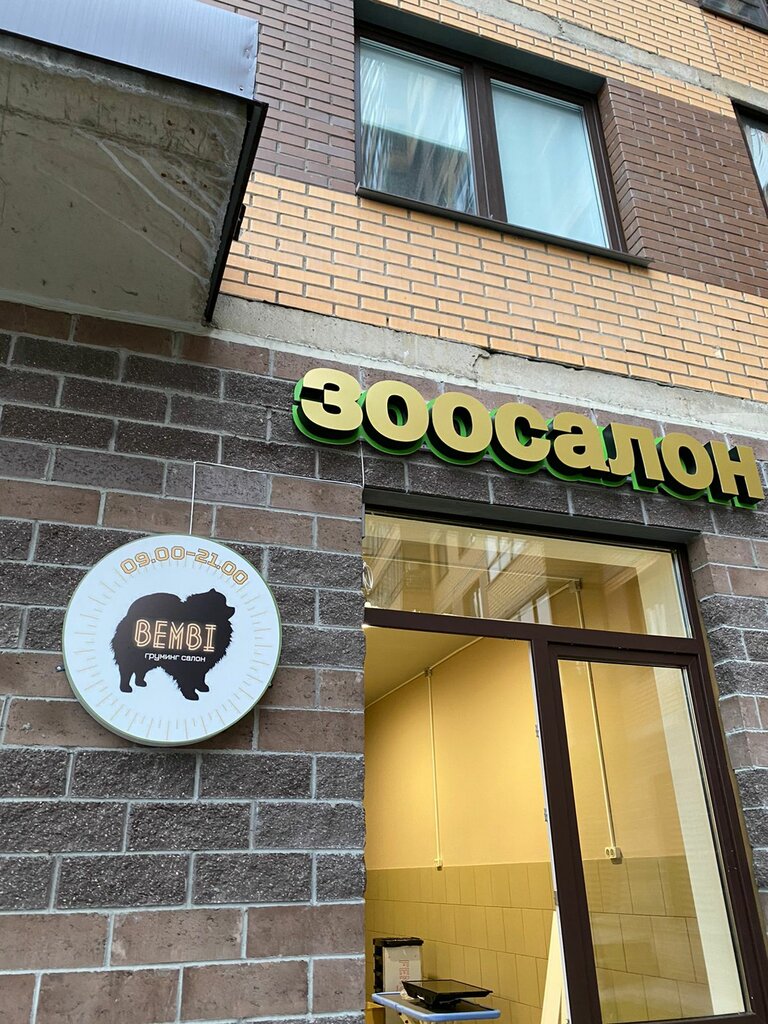 зоосалон
09.00-21.00
BEMBI
груминг салон